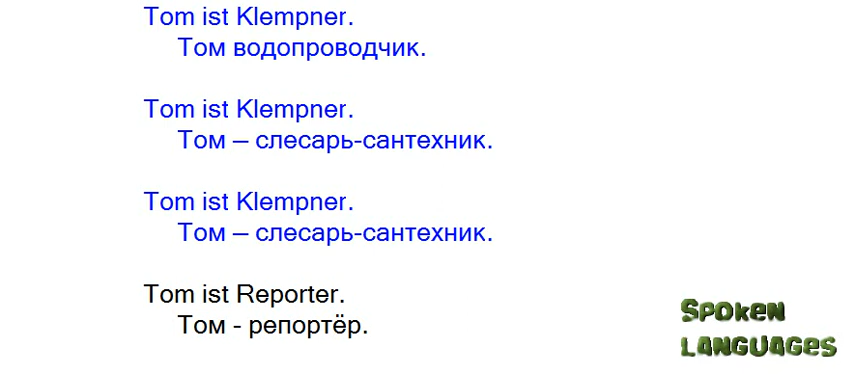 Tom ist Klempner.
Том водопроводчик.
Tom ist Klempner.
Том – слесарь-сантехник.
Tom ist Klempner.
Том – слесарь-сантехник.
Tom ist Reporter.
Том - репортёр.
Spoken
Languages